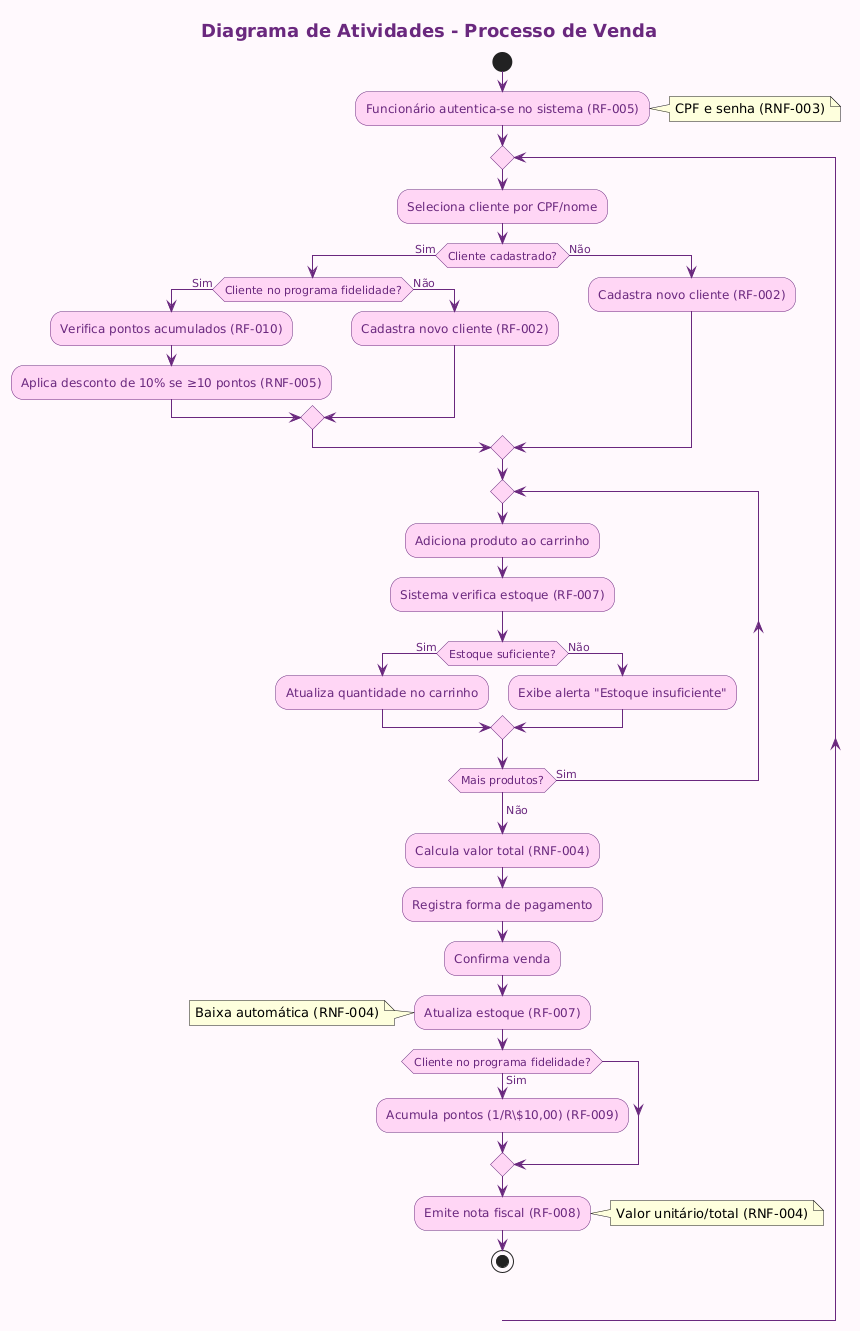 Diagrama de Atividades - Processo de Venda
Funcionário autentica-se no sistema (RF-005)
CPF e senha (RNF-003)
Seleciona cliente por CPF/nome
Sim
Cliente cadastrado?
Não
Sim
Cliente no programa fidelidade?
Não
Cadastra novo cliente (RF-002)
Verifica pontos acumulados (RF-010)
Cadastra novo cliente (RF-002)
Aplica desconto de 10% se ≥10 pontos (RNF-005)
Adiciona produto ao carrinho
Sistema verifica estoque (RF-007)
Sim
Estoque suficiente?
Não
Atualiza quantidade no carrinho
Exibe alerta "Estoque insuficiente"
Mais produtos?
Sim
Não
Calcula valor total (RNF-004)
Registra forma de pagamento
Confirma venda
Baixa automática (RNF-004)
Atualiza estoque (RF-007)
Cliente no programa fidelidade?
Sim
Acumula pontos (1/R\$10,00) (RF-009)
Emite nota fiscal (RF-008)
Valor unitário/total (RNF-004)